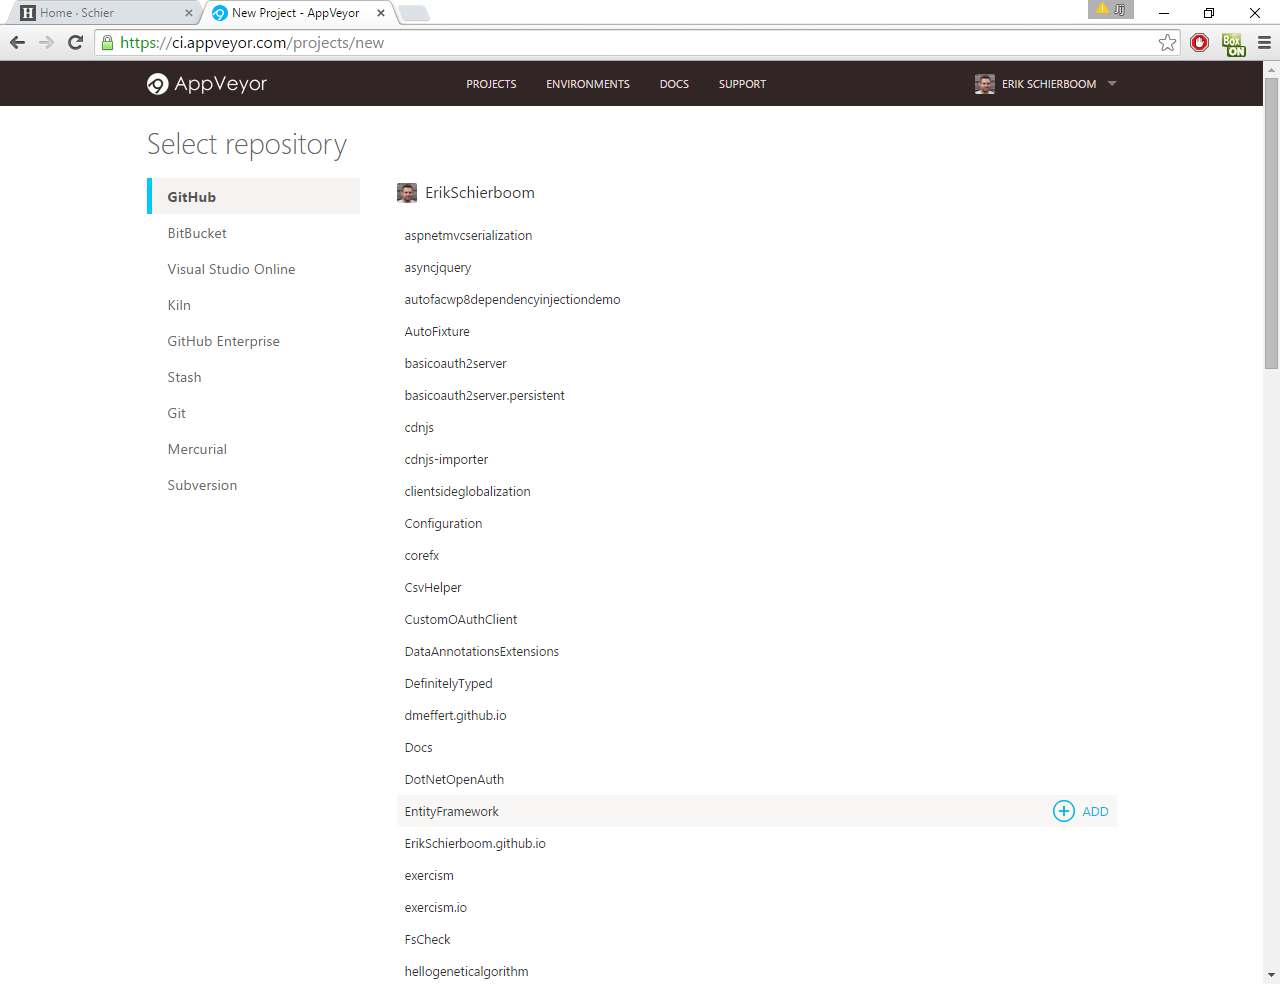 Home · Schier
New Project - AppVeyor
Jij
https://ci.appveyor.com/projects/new
Box
ON
AppVeyor
PROJECTS
ENVIRONMENTS
DOCS
SUPPORT
ERIK SCHIERBOOM
Select repository
GitHub
BitBucket
Visual Studio Online
Kiln
GitHub Enterprise
Stash
Git
Mercurial
Subversion
ErikSchierboom
aspnetmvcserialization
asyncjquery
autofacwp8dependencyinjectiondemo
AutoFixture
basicoauth2server
basicoauth2server.persistent
cdnjs
cdnjs-importer
clientsideglobalization
Configuration
corefx
CsvHelper
CustomOAuthClient
DataAnnotationsExtensions
DefinitelyTyped
dmeffert.github.io
Docs
DotNetOpenAuth
EntityFramework
ADD
ErikSchierboom.github.io
exercism
exercism.io
FsCheck
hellogeneticalgorithm